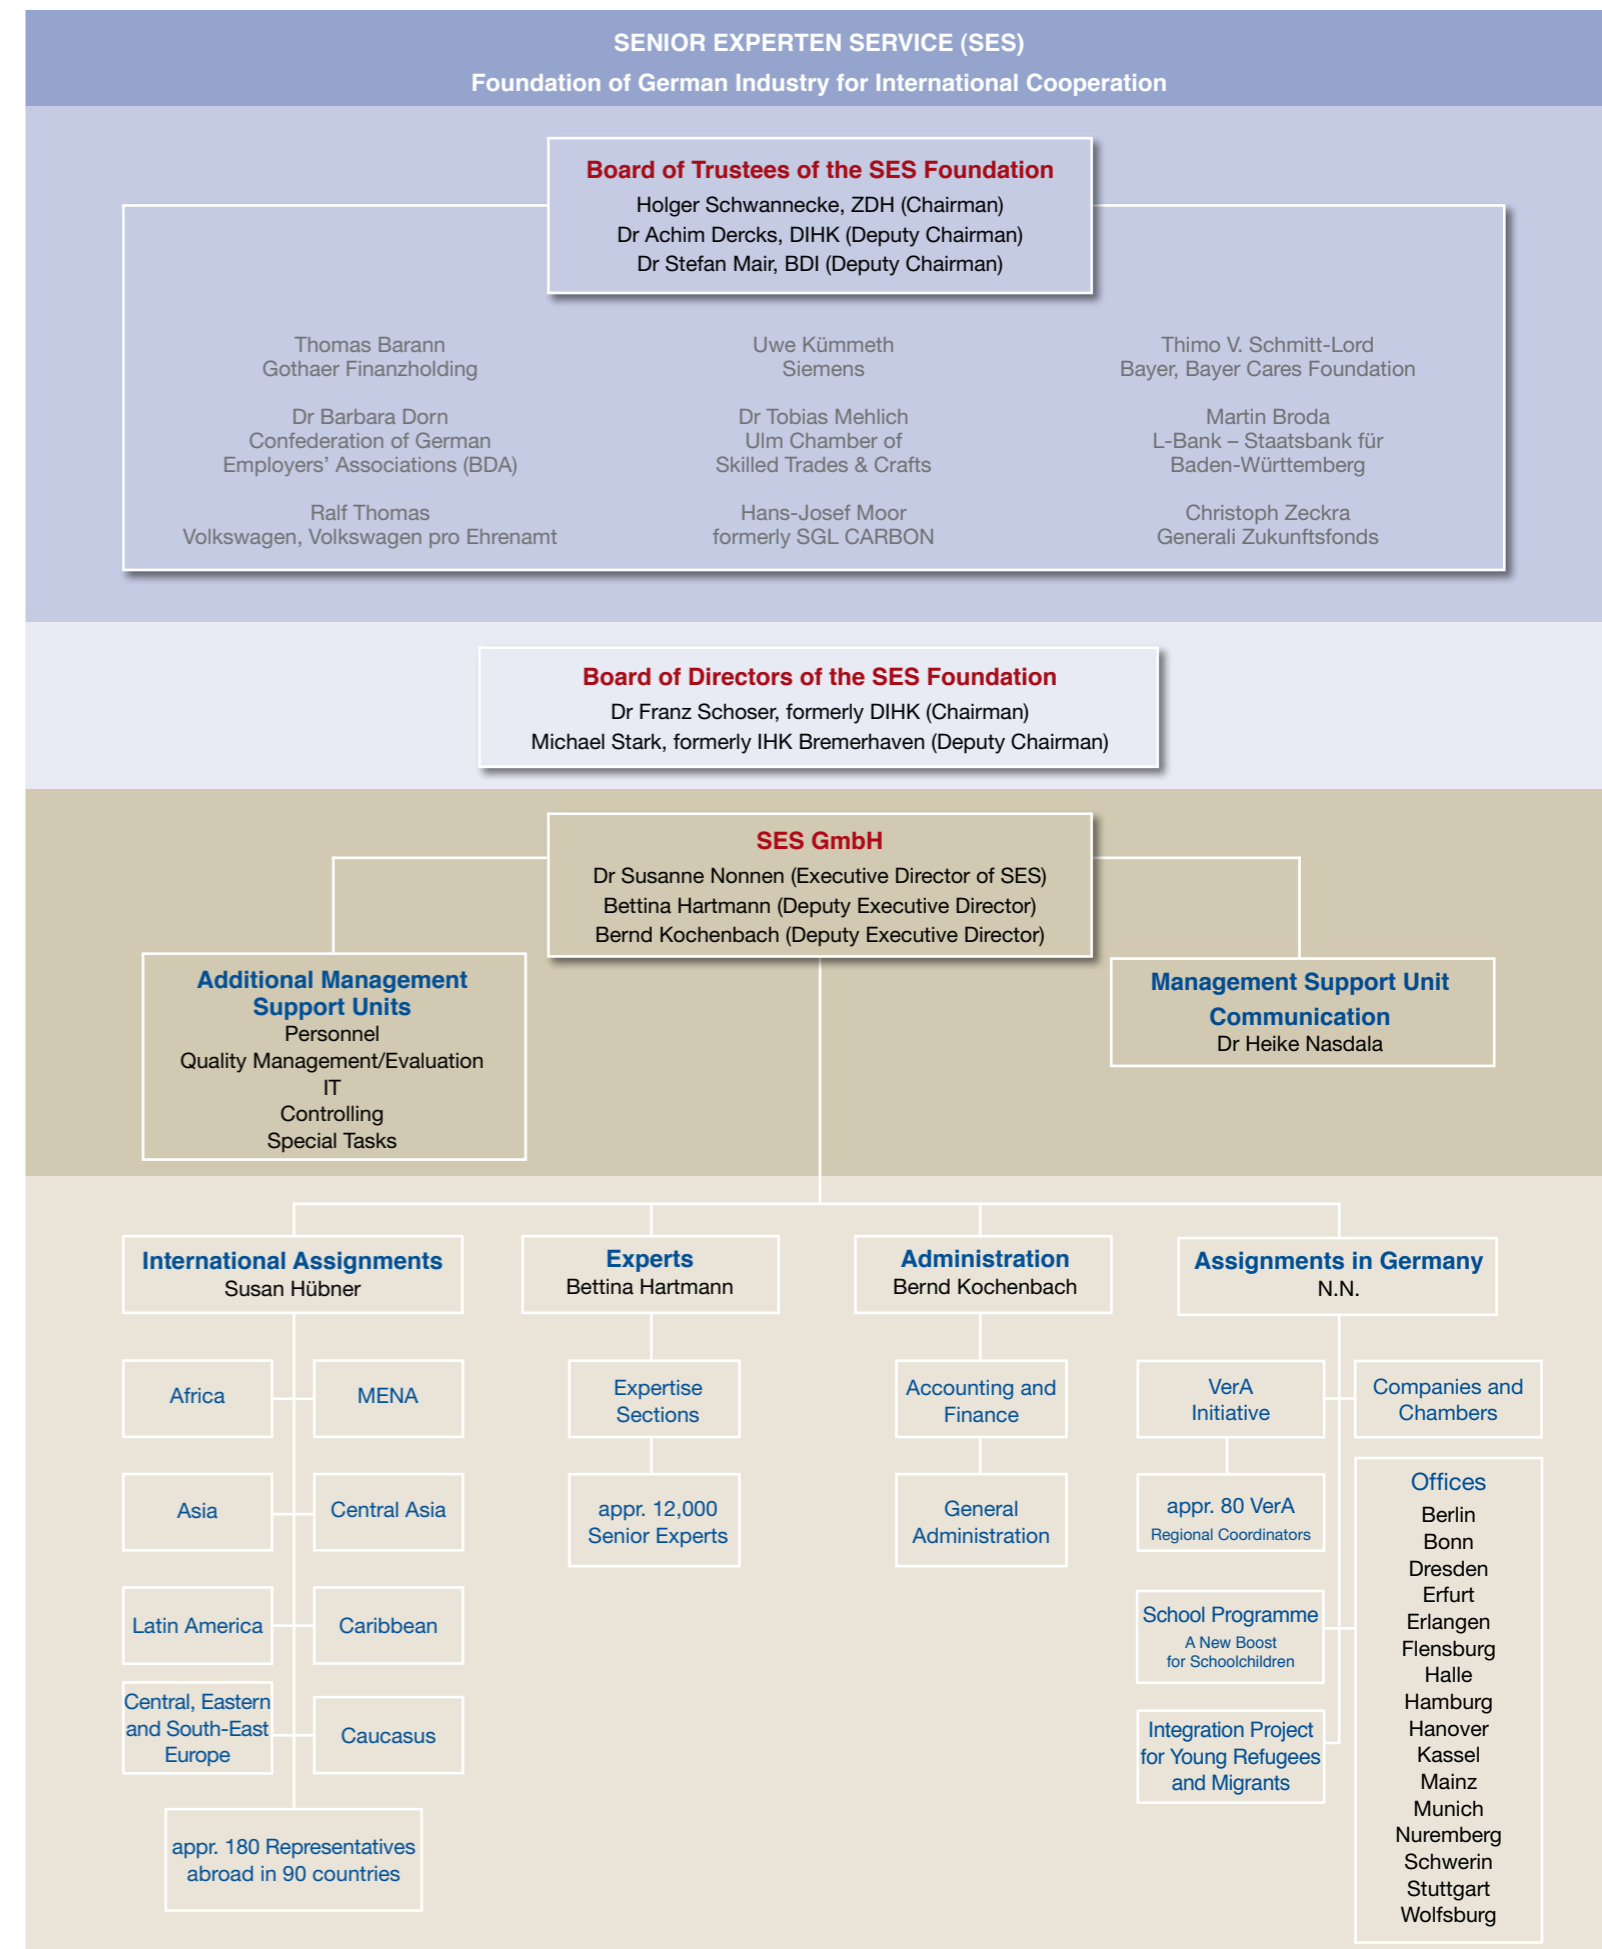 SENIOR EXPERTEN SERVICE (SES)
Foundation of German Industry for International Cooperation
Board of Trustees of the SES Foundation
Holger Schwannecke, ZDH (Chairman)
Dr Achim Dercks, DIHK (Deputy Chairman)
Dr Stefan Mair, BDI (Deputy Chairman)
Thomas Barann
Gothaer Finanzholding
Uwe Kümmeth
Siemens
Thimo V. Schmitt-Lord
Bayer, Bayer Cares Foundation
Dr Barbara Dorn
Confederation of German
Employers’ Associations (BDA)
Dr Tobias Mehlich
Ulm Chamber of
Skilled Trades & Crafts
Martin Broda
L-Bank – Staatsbank für
Baden-Württemberg
Ralf Thomas
Volkswagen, Volkswagen pro Ehrenamt
Hans-Josef Moor
formerly SGL CARBON
Christoph Zeckra
Generali Zukunftsfonds
Board of Directors of the SES Foundation
Dr Franz Schoser, formerly DIHK (Chairman)
Michael Stark, formerly IHK Bremerhaven (Deputy Chairman)
SES GmbH
Dr Susanne Nonnen (Executive Director of SES)
Bettina Hartmann (Deputy Executive Director)
Bernd Kochenbach (Deputy Executive Director)
Additional Management
Support Units
Personnel
Quality Management/Evaluation
IT
Controlling
Special Tasks
Management Support Unit
Communication
Dr Heike Nasdala
International Assignments
Susan Hübner
Africa
MENA
Asia
Central Asia
Latin America
Caribbean
Central, Eastern
and South-East
Europe
Caucasus
appr. 180 Representatives
abroad in 90 countries
Experts
Bettina Hartmann
Expertise
Sections
appr. 12,000
Senior Experts
Administration
Bernd Kochenbach
Accounting and
Finance
General
Administration
Assignments in Germany
N.N.
VerA
Initiative
Companies and
Chambers
appr. 80 VerA
Regional Coordinators
School Programme
A New Boost
for Schoolchildren
Integration Project
for Young Refugees
and Migrants
Offices
Berlin
Bonn
Dresden
Erfurt
Erlangen
Flensburg
Halle
Hamburg
Hanover
Kassel
Mainz
Munich
Nuremberg
Schwerin
Stuttgart
Wolfsburg